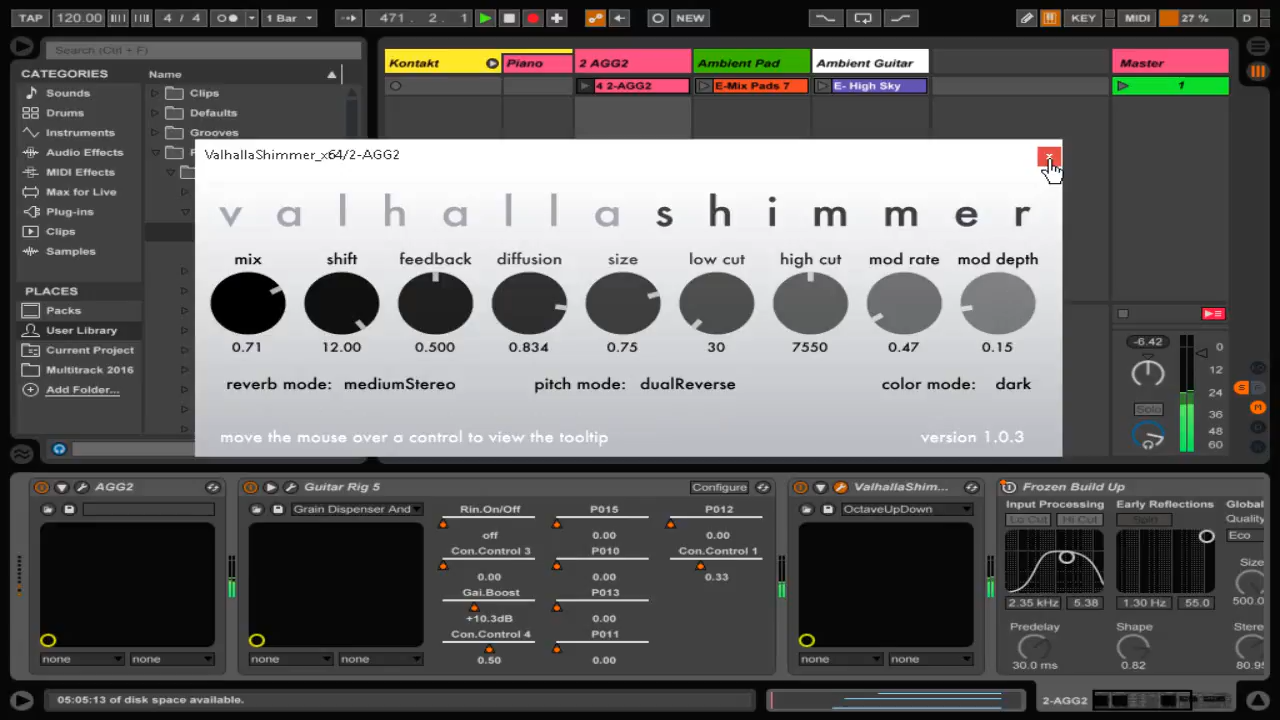 TAP 120.00 4 / 4 1 Bar 471. 2. 1 NEW KEY MIDI 27 % D
Search (Ctrl + F)
CATEGORIES
Sounds
Drums
Instruments
Audio Effects
MIDI Effects
Max for Live
Plug-ins
Clips
Samples
PLACES
Packs
User Library
Current Project
Multitrack 2016
Add Folder...
Name
Clips
Defaults
Grooves
Kontakt Piano 2 AGG2 Ambient Pad Ambient Guitar Master
4 2-AGG2 E-Mix Pads 7 E- High Sky 1
ValhallaShimmer_x64/2-AGG2
valhallashimmer
mix shift feedback diffusion size low cut high cut mod rate mod depth
0.71 12.00 0.500 0.834 0.75 30 7550 0.47 0.15
reverb mode: mediumStereo pitch mode: dualReverse color mode: dark
move the mouse over a control to view the tooltip version 1.0.3
-6.42
0
12
24
36
48
60
Solo
S
M
AGG2
none none
Guitar Rig 5 Configure
Grain Dispenser And
none none
Rin.On/Off P015 P012
off 0.00 0.00
Con.Control 3 P010 Con.Control 1
0.00 0.00 0.33
Gai.Boost P013
+10.3dB 0.00
Con.Control 4 P011
0.50 0.00
ValhallaShim...
OctaveUpDown
none none
Frozen Build Up
Input Processing Early Reflections Global
Lo Cut Hi Cut Spin Quality
Eco
Size
500.0
2.35 kHz 5.38 1.30 Hz 55.0
Predelay Shape Stere
30.0 ms 0.82 80.95
05:05:13 of disk space available.
2-AGG2